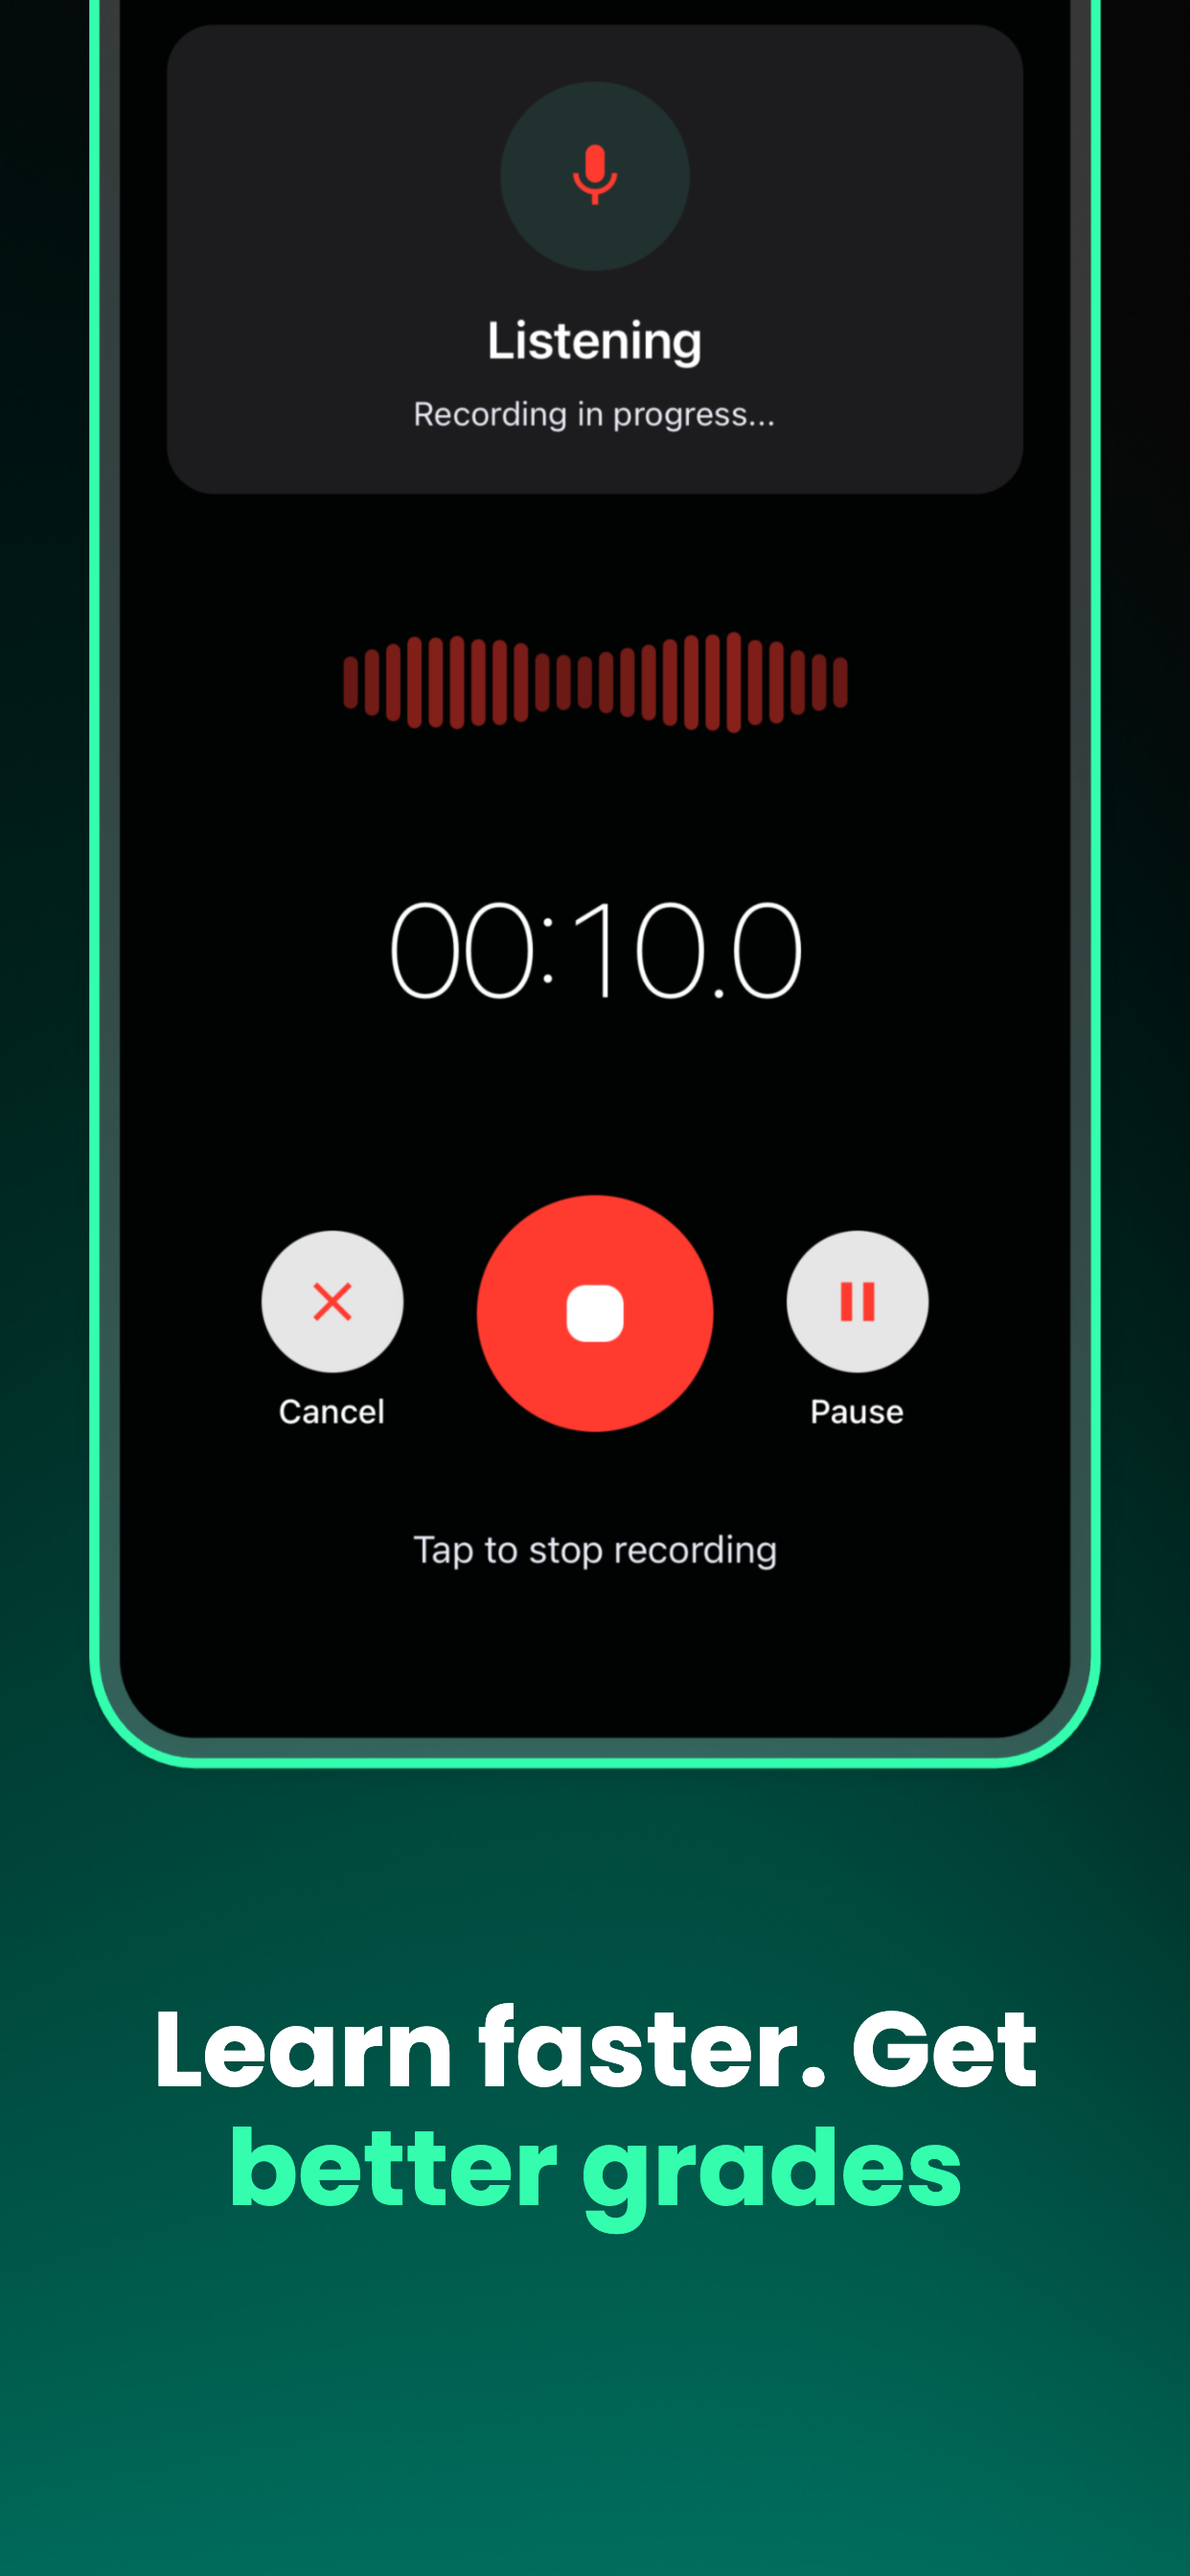 Listening
Recording in progress...
00:10.0
Cancel
Pause
Tap to stop recording
Learn faster. Get
better grades